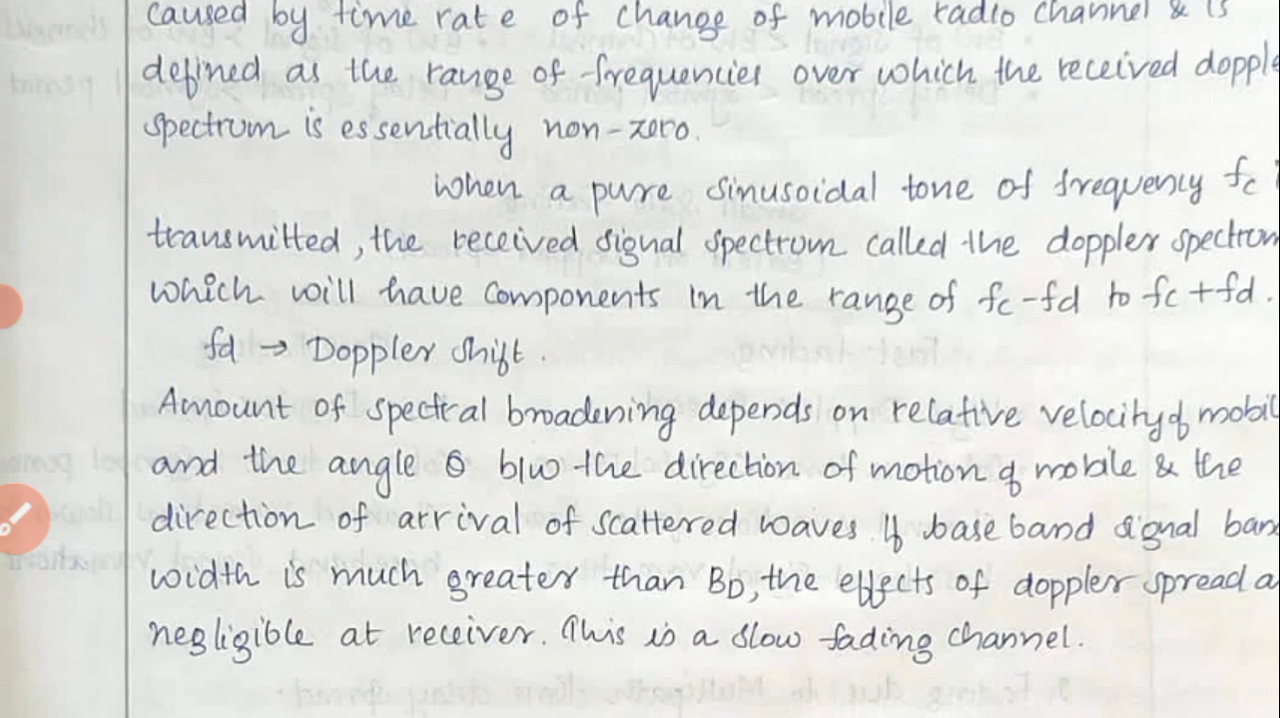 caused by time rate of change of mobile radio channel & is
defined as the range of frequencies over which the received dopple
spectrum is essentially non-zero.
when a pure sinusoidal tone of frequency fc
transmitted, the received signal spectrum called the doppler spectrum
which will have components in the range of fc-fd to fc+fd.
fd → Doppler shift.
Amount of spectral broadening depends on relative velocity of mobil
and the angle θ b/w the direction of motion of mobile & the
direction of arrival of scattered waves. If base band signal ban
width is much greater than BD, the effects of doppler spread a
negligible at receiver. This is a slow fading channel.